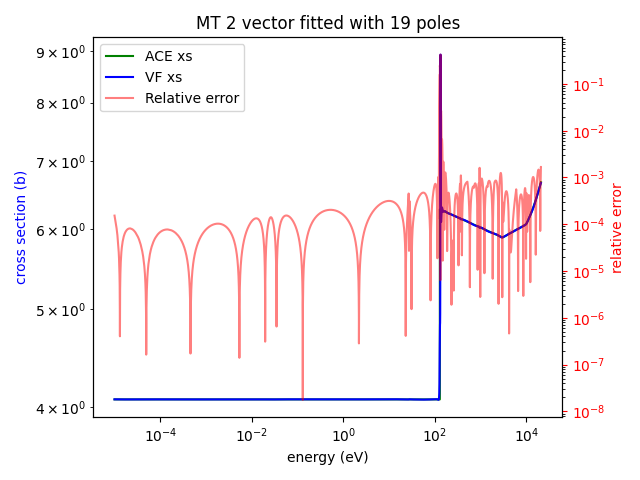 MT 2 vector fitted with 19 poles
ACE xs
VF xs
Relative error
cross section (b)
9 × 10⁰
8 × 10⁰
7 × 10⁰
6 × 10⁰
5 × 10⁰
4 × 10⁰
10⁻¹
10⁻²
10⁻³
10⁻⁴
10⁻⁵
10⁻⁶
10⁻⁷
10⁻⁸
relative error
10⁻⁴
10⁻²
10⁰
10²
10⁴
energy (eV)